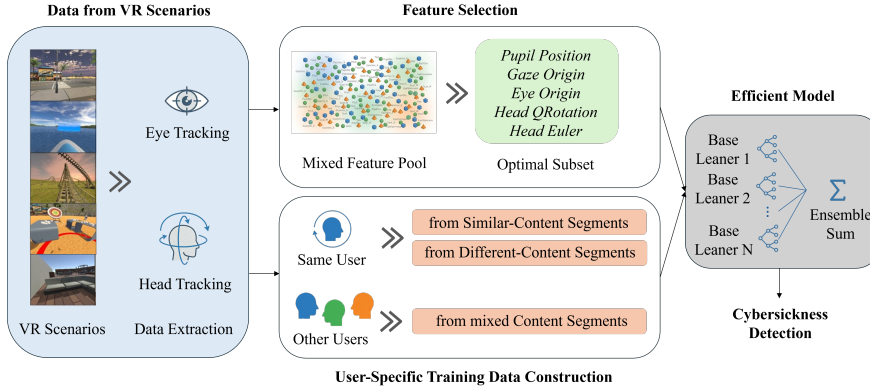 Data from VR Scenarios
Eye Tracking
Head Tracking
VR Scenarios
Data Extraction
Feature Selection
Mixed Feature Pool
Pupil Position
Gaze Origin
Eye Origin
Head QRotation
Head Euler
Optimal Subset
Same User
from Similar-Content Segments
from Different-Content Segments
Other Users
from mixed Content Segments
User-Specific Training Data Construction
Efficient Model
Base
Leaner 1
Base
Leaner 2
...
Base
Leaner N
Σ
Ensemble
Sum
Cybersickness
Detection